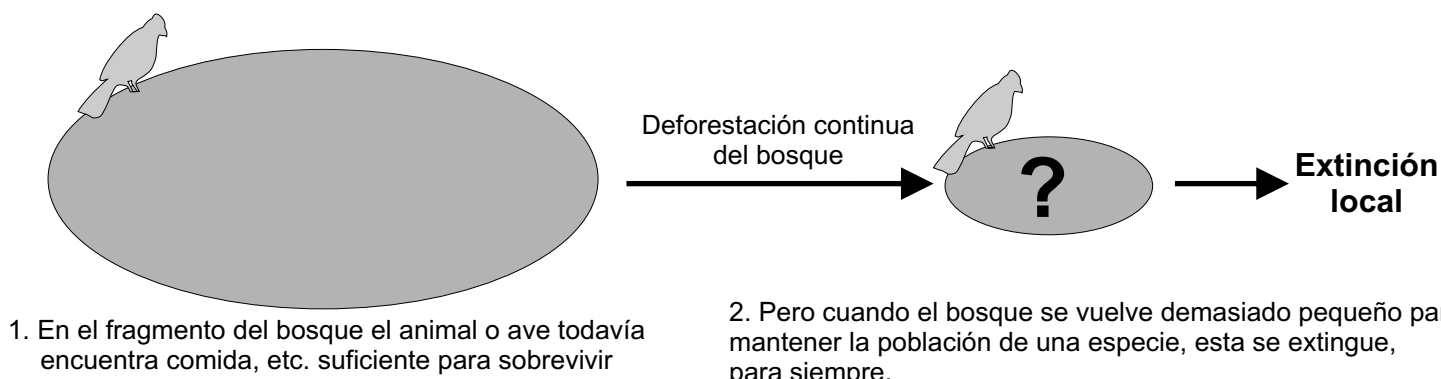 Deforestación continua
del bosque
?
Extinción
local
1. En el fragmento del bosque el animal o ave todavía
encuentra comida, etc. suficiente para sobrevivir
2. Pero cuando el bosque se vuelve demasiado pequeño
mantener la población de una especie, esta se extingue,
para siempre.